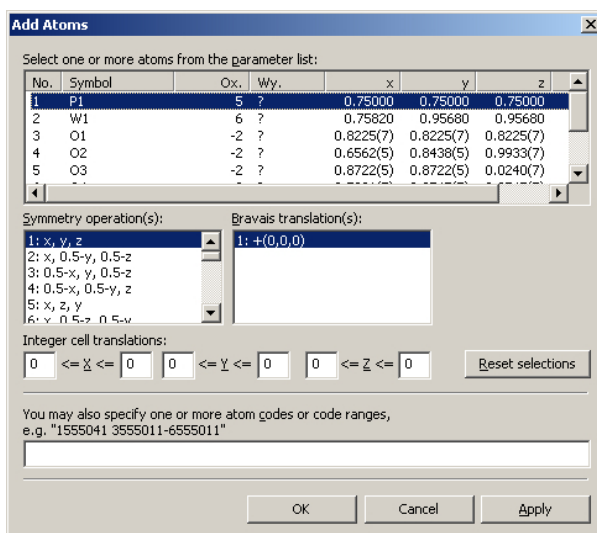 Add Atoms
Select one or more atoms from the parameter list:
No. Symbol Ox. Wy. x y z
1 P1 5 ? 0.75000 0.75000 0.75000
2 W1 6 ? 0.75820 0.95680 0.95680
3 O1 -2 ? 0.8225(7) 0.8225(7) 0.8225(7)
4 O2 -2 ? 0.6562(5) 0.8438(5) 0.9933(7)
5 O3 -2 ? 0.8722(5) 0.8722(5) 0.0240(7)
Symmetry operation(s): Bravais translation(s):
1: x, y, z 1: +(0,0,0)
2: x, 0.5-y, 0.5-z
3: 0.5-x, y, 0.5-z
4: 0.5-x, 0.5-y, z
5: x, z, y
6: x, 0.5-z, 0.5-y
Integer cell translations:
0 <= X <= 0 0 <= Y <= 0 0 <= Z <= 0 Reset selections
You may also specify one or more atom codes or code ranges,
e.g. "1555041 3555011-6555011"
OK Cancel Apply